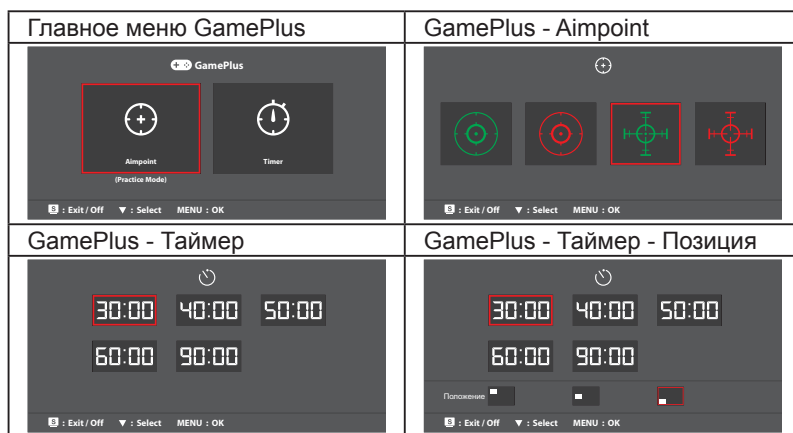 Главное меню GamePlus
GamePlus - Aimpoint
GamePlus
Aimpoint
(Practice Mode)
Timer
S : Exit / Off ▼ : Select MENU : OK
S : Exit / Off ▼ : Select MENU : OK
GamePlus - Таймер
GamePlus - Таймер - Позиция
30:00 40:00 50:00
60:00 90:00
S : Exit / Off ▼ : Select MENU : OK
30:00 40:00 50:00
60:00 90:00
Положение
S : Exit / Off ▼ : Select MENU : OK